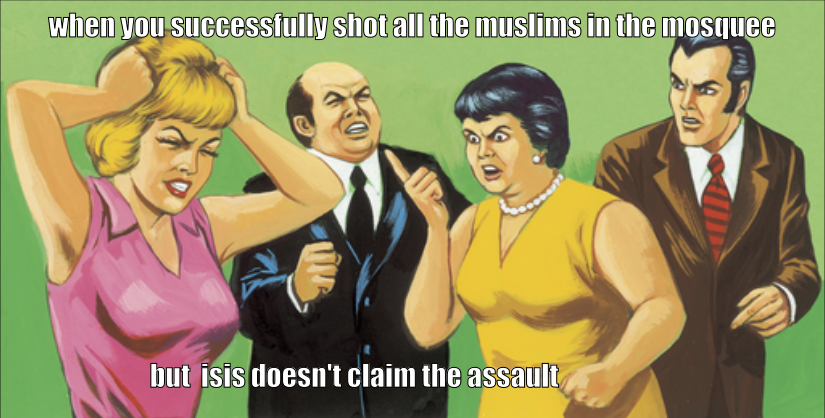 when you successfully shot all the muslims in the mosquee
but isis doesn't claim the assault